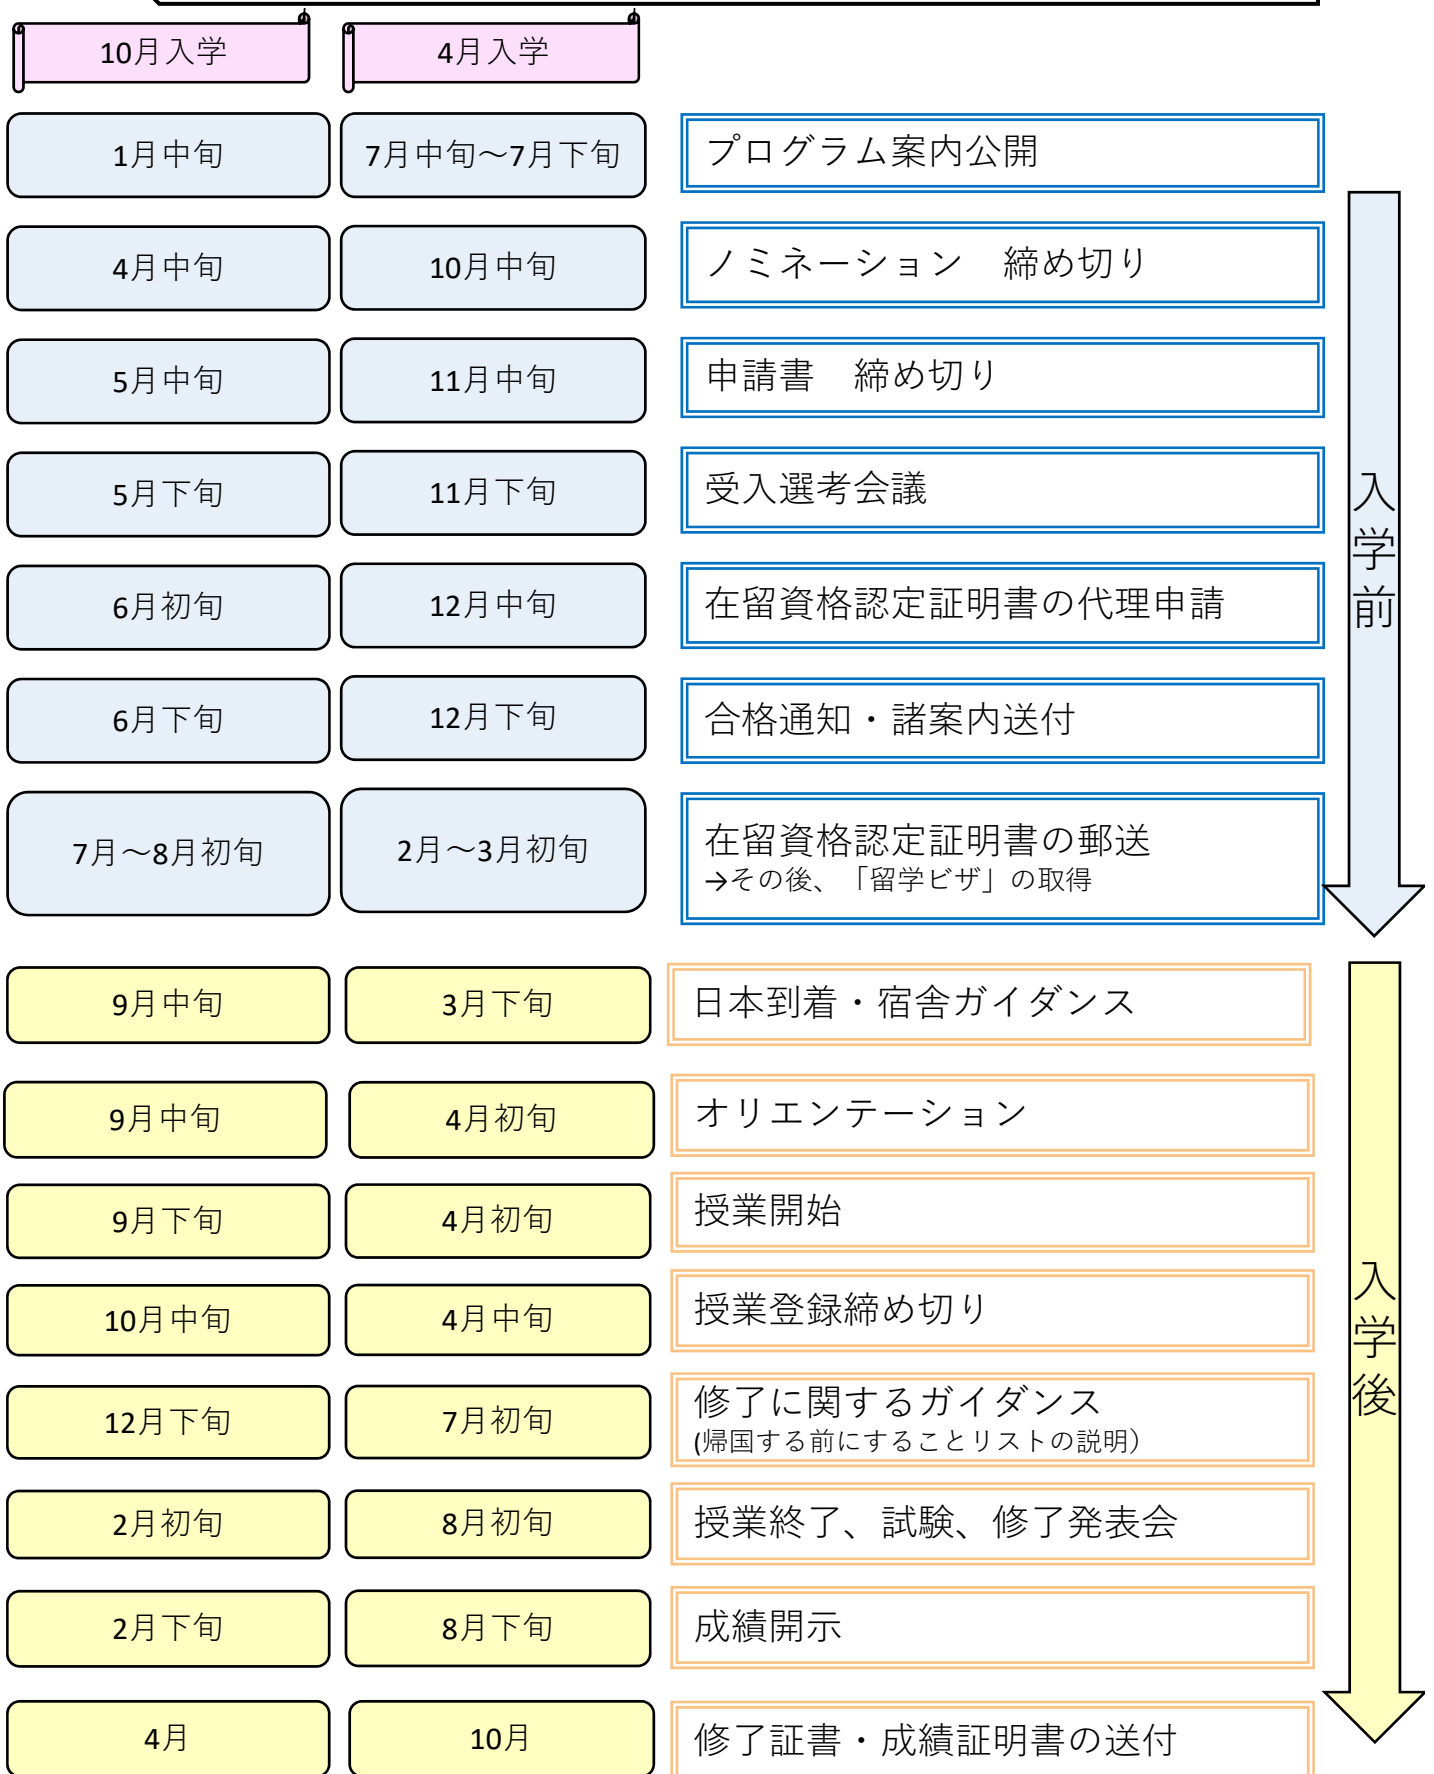 10月入学 4月入学
1月中旬 7月中旬～7月下旬 プログラム案内公開
4月中旬 10月中旬 ノミネーション　締め切り
5月中旬 11月中旬 申請書　締め切り
5月下旬 11月下旬 受入選考会議
6月初旬 12月中旬 在留資格認定証明書の代理申請
6月下旬 12月下旬 合格通知・諸案内送付
7月～8月初旬 2月～3月初旬 在留資格認定証明書の郵送
→その後、「留学ビザ」の取得
入学前
9月中旬 3月下旬 日本到着・宿舎ガイダンス
9月中旬 4月初旬 オリエンテーション
9月下旬 4月初旬 授業開始
10月中旬 4月中旬 授業登録締め切り
12月下旬 7月初旬 修了に関するガイダンス
(帰国する前にすることリストの説明）
2月初旬 8月初旬 授業終了、試験、修了発表会
2月下旬 8月下旬 成績開示
4月 10月 修了証書・成績証明書の送付
入学後